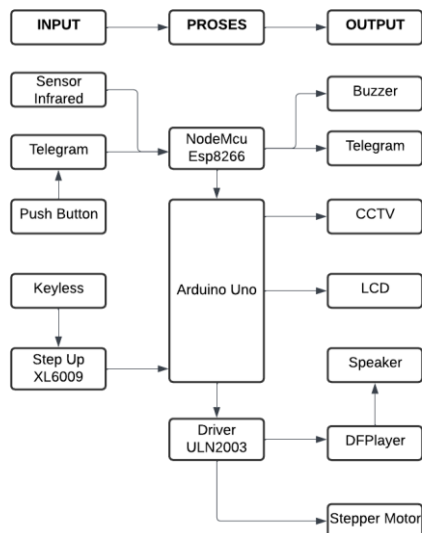 INPUT
PROSES
OUTPUT
Sensor
Infrared
Buzzer
Telegram
NodeMcu
Esp8266
Telegram
Push Button
Arduino Uno
CCTV
Keyless
LCD
Step Up
XL6009
Speaker
Driver
ULN2003
DFPlayer
Stepper Motor